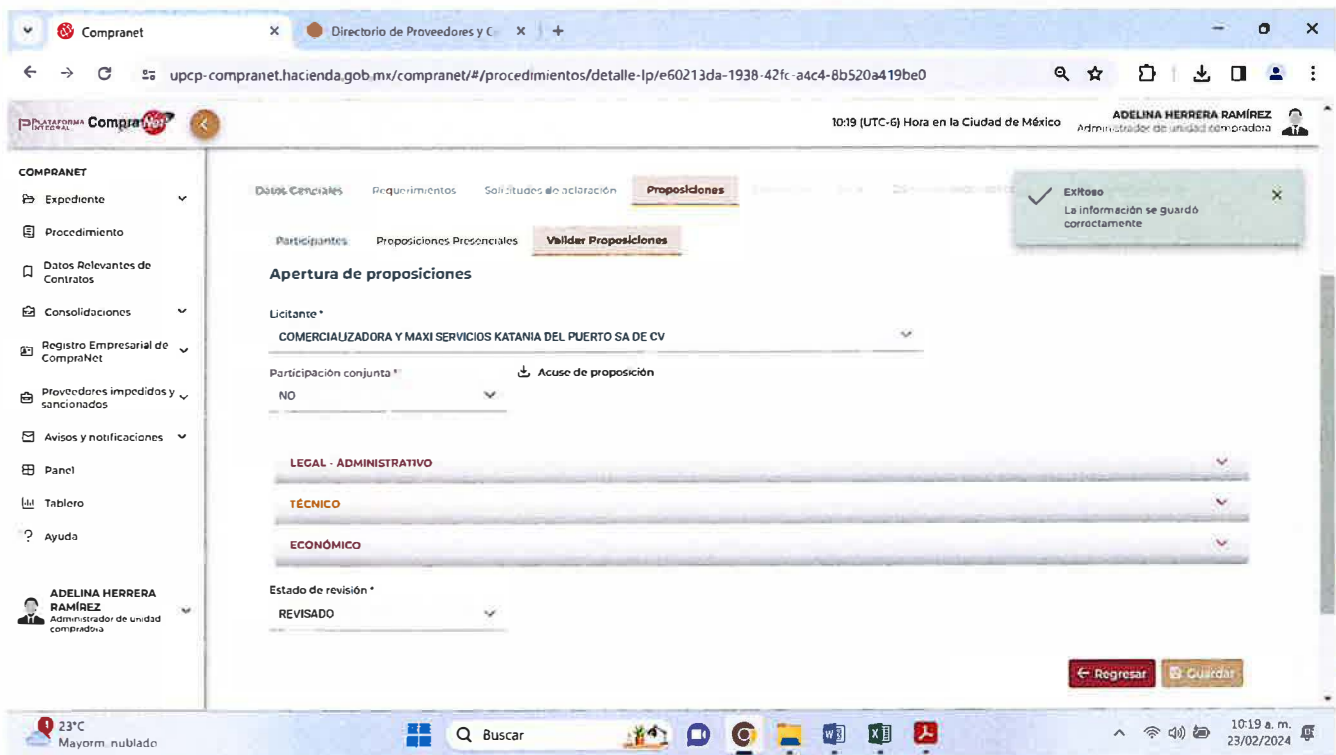 Compranet
Directorio de Proveedores y C
upcp-compranet.hacienda.gob.mx/compranet/#/procedimientos/detalle-lp/e60213da-1938-42fc-a4c4-8b520a419be0
PLATAFORMA INTEGRAL CompraNet
10:19 (UTC-6) Hora en la Ciudad de México
ADELINA HERRERA RAMÍREZ
Administrador de unidad compradora
COMPRANET
Expediente
Procedimiento
Datos Relevantes de
Contratos
Consolidaciones
Registro Empresarial de
CompraNet
Proveedores impedidos y
sancionados
Avisos y notificaciones
Panel
Tablero
? Ayuda
ADELINA HERRERA
RAMÍREZ
Administrador de unidad
compradora
Datos Generales Requerimientos Solicitudes de aclaración Proposiciones
Exitoso
La información se guardó
correctamente
Participantes Proposiciones Presenciales Validar Proposiciones
Apertura de proposiciones
Licitante *
COMERCIALIZADORA Y MAXI SERVICIOS KATANIA DEL PUERTO SA DE CV
Participación conjunta * Acuse de proposición
NO
LEGAL - ADMINISTRATIVO
TÉCNICO
ECONÓMICO
Estado de revisión *
REVISADO
Regresar Guardar
1
23°C
Mayorm. nublado
Buscar
10:19 a. m.
23/02/2024